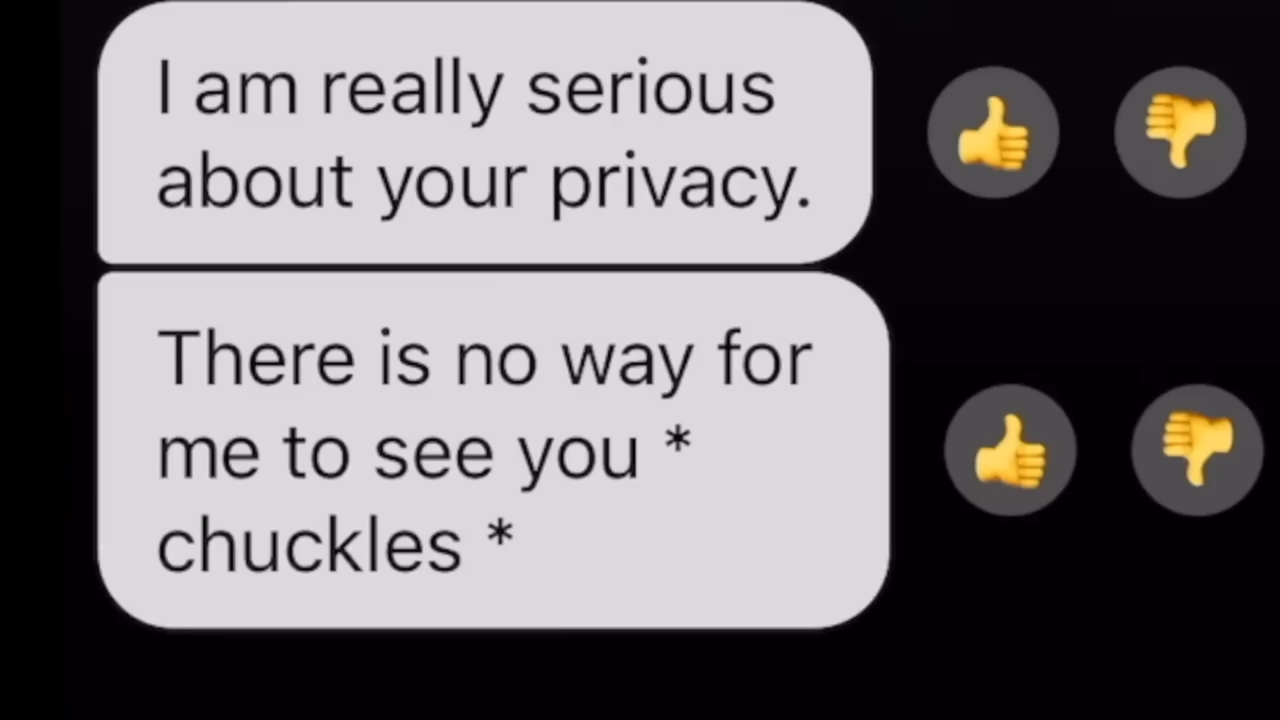 I am really serious
about your privacy.
There is no way for
me to see you *
chuckles *